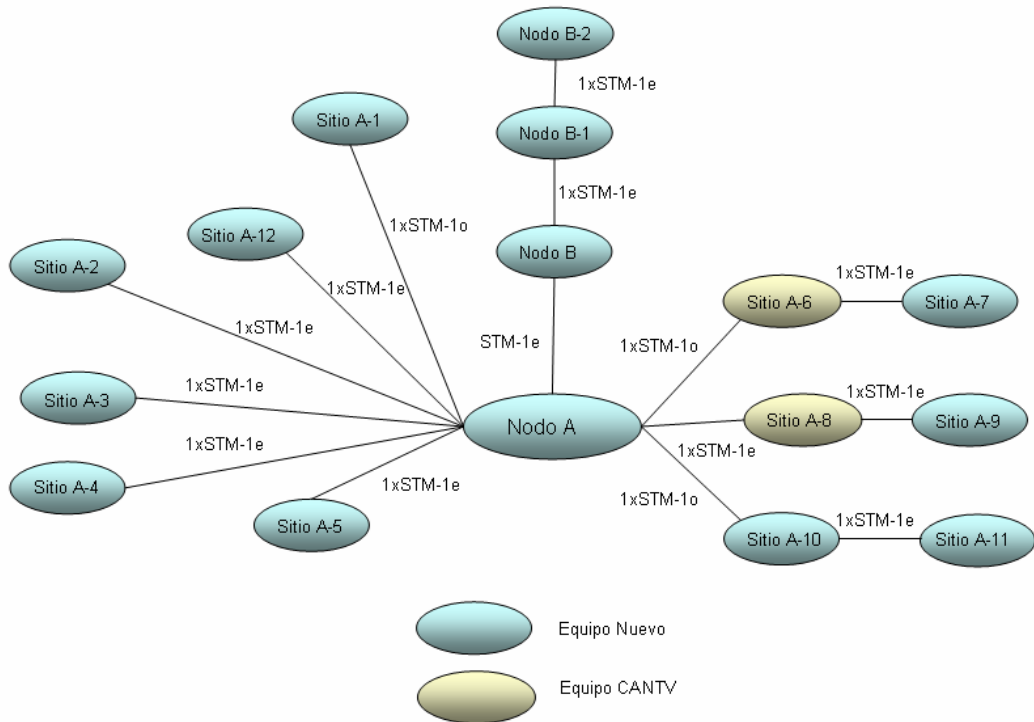 Nodo B-2
1xSTM-1e
Sitio A-1
Nodo B-1
1xSTM-1e
1xSTM-1o
Sitio A-12
Nodo B
Sitio A-2
1xSTM-1e
1xSTM-1e
Sitio A-6
Sitio A-7
1xSTM-1e
STM-1e
1xSTM-1o
1xSTM-1e
1xSTM-1e
Sitio A-3
Nodo A
Sitio A-8
Sitio A-9
1xSTM-1e
1xSTM-1e
Sitio A-4
1xSTM-1e
1xSTM-1o
Sitio A-5
1xSTM-1e
Sitio A-10
Sitio A-11
Equipo Nuevo
Equipo CANTV